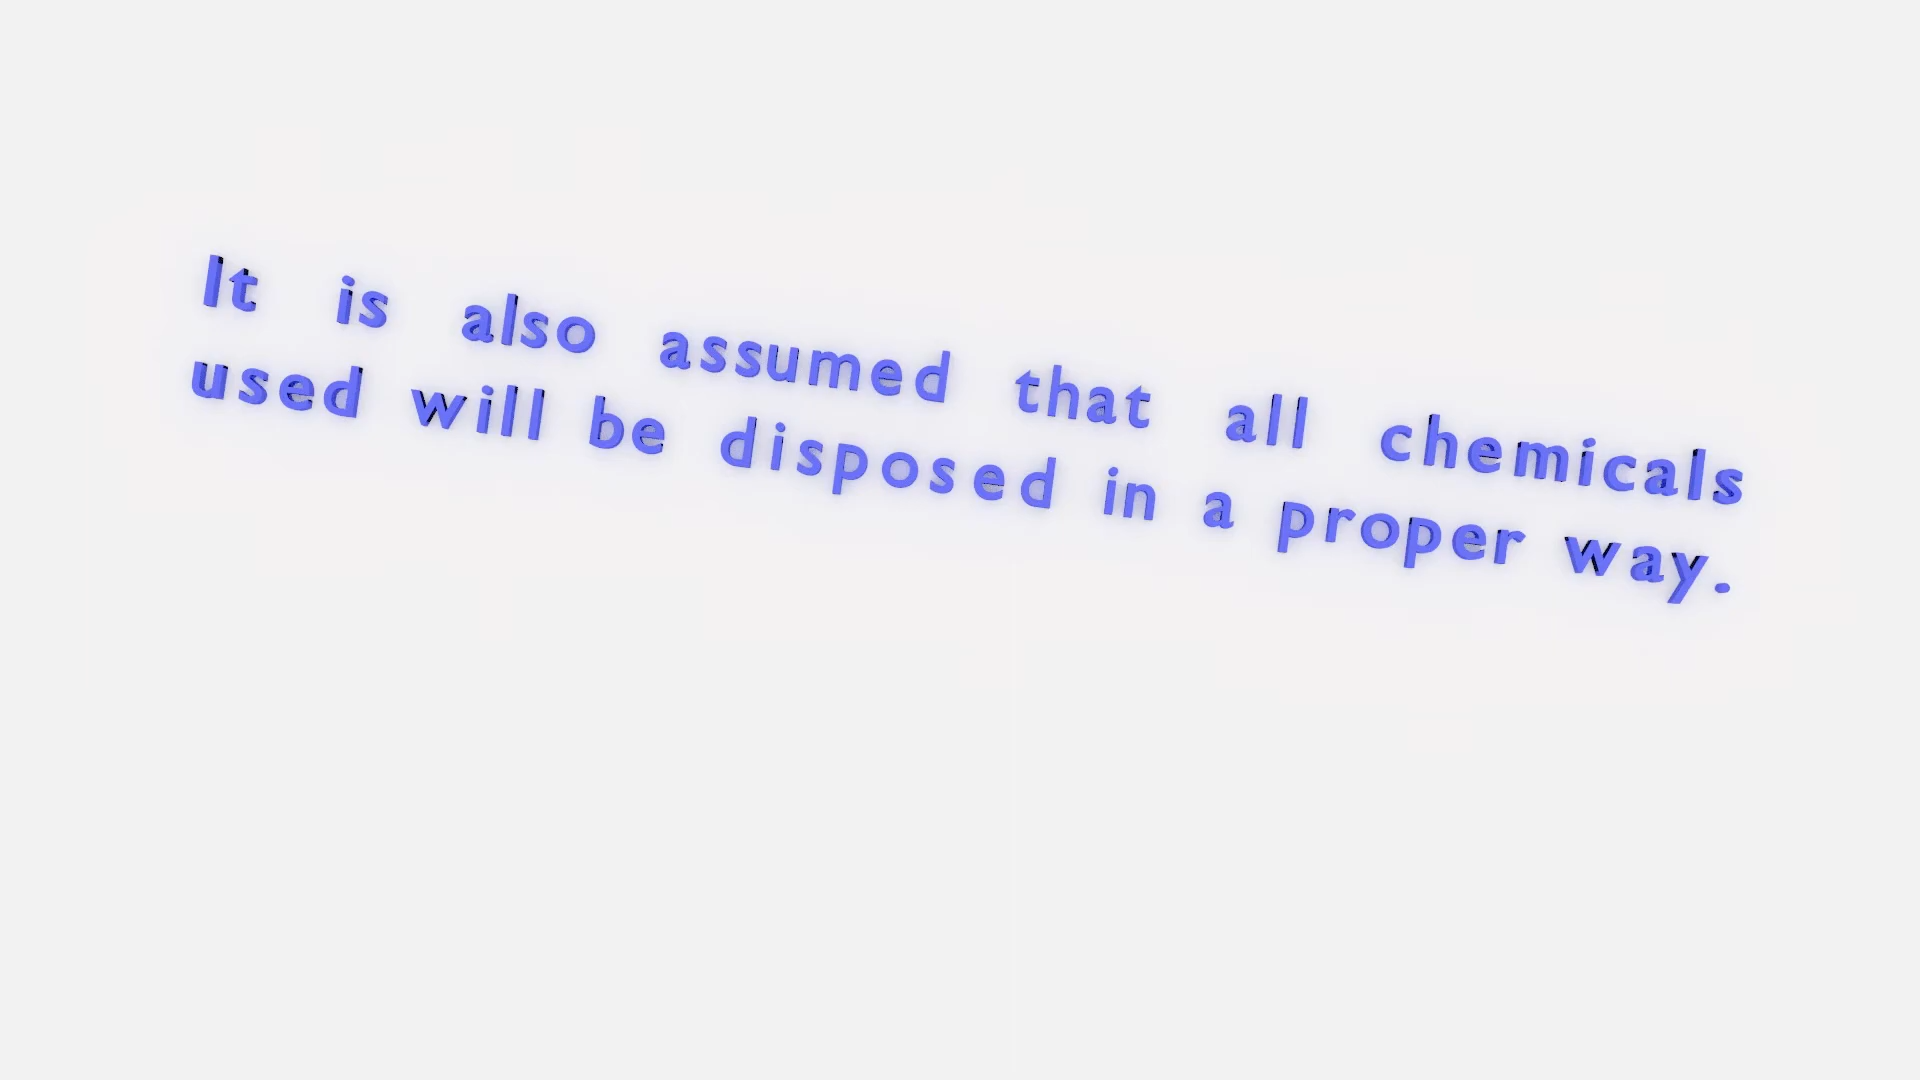 It is also assumed that all chemicals
used will be disposed in a proper way.